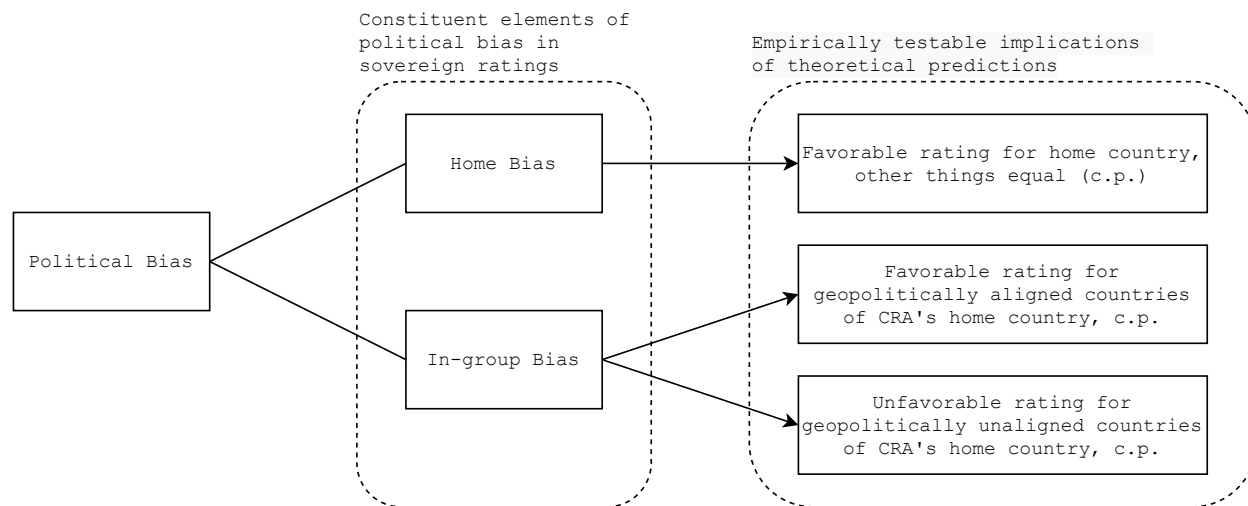 Constituent elements of
political bias in
sovereign ratings
Empirically testable implications
of theoretical predictions
Political Bias
Home Bias
In-group Bias
Favorable rating for home country,
other things equal (c.p.)
Favorable rating for
geopolitically aligned countries
of CRA's home country, c.p.
Unfavorable rating for
geopolitically unaligned countries
of CRA's home country, c.p.